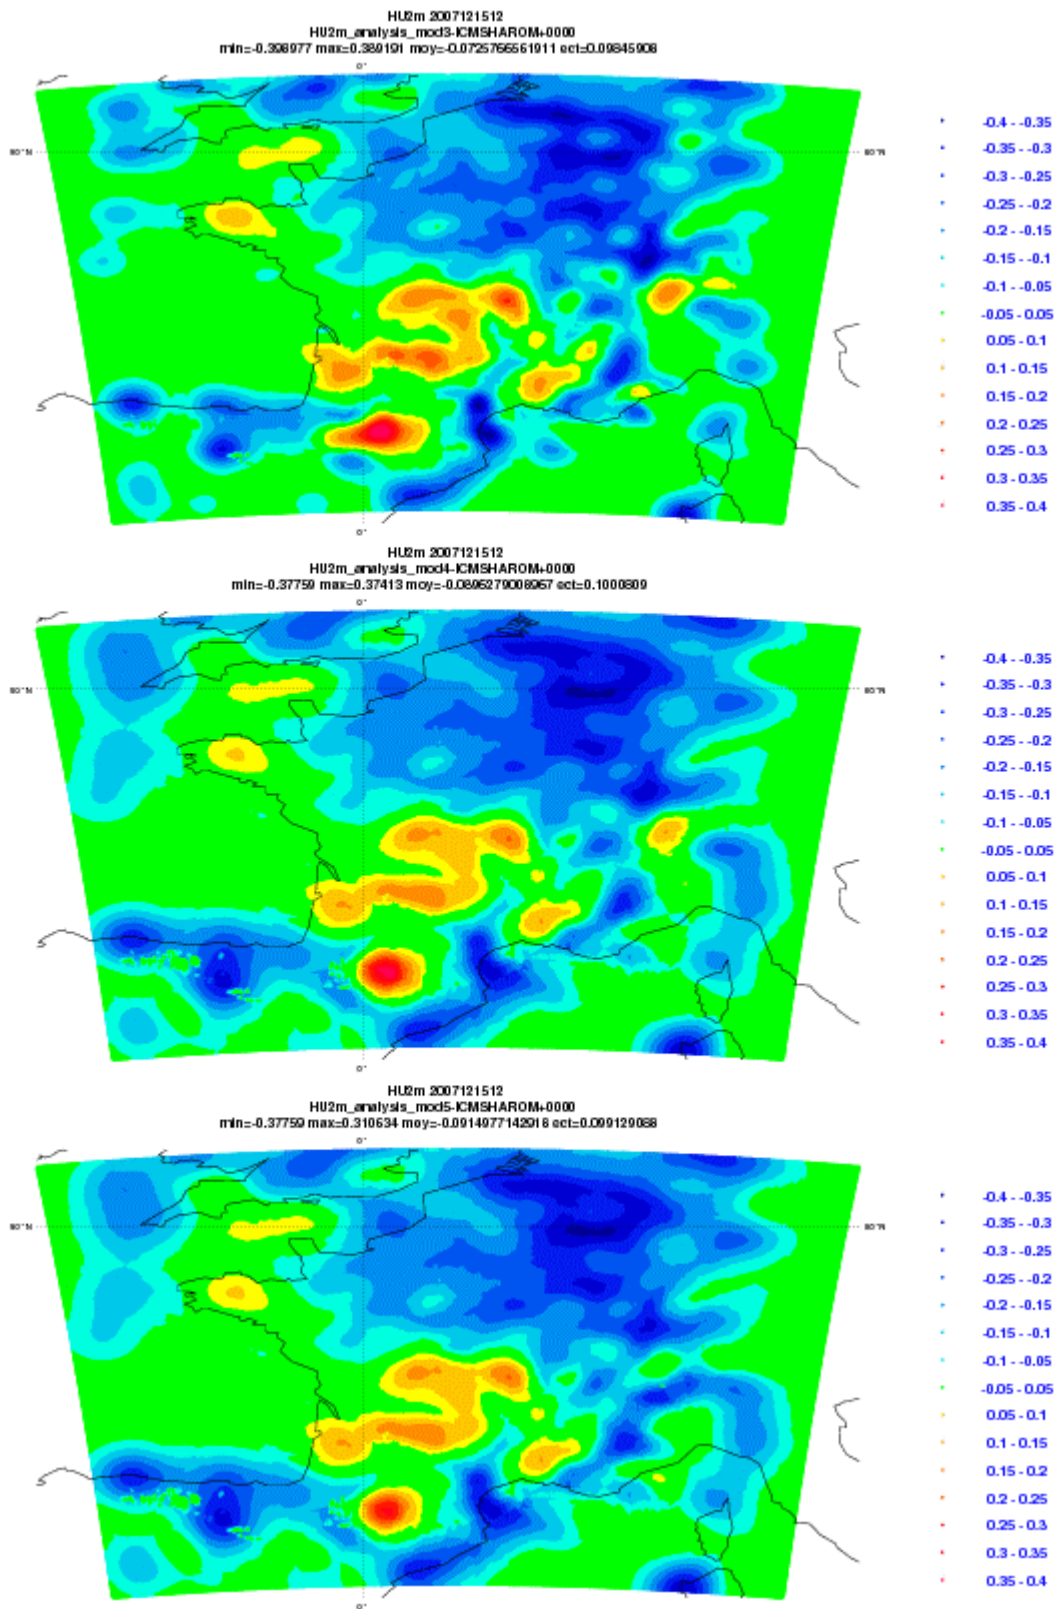 HU2m 2007121512
HU2m_analysis_mod3-ICMSHAROM+0000
min=-0.398977 max=0.389191 moy=-0.0725766561911 ect=0.09845908
0°
50°N
50°N
0°
-0.4 - -0.35
-0.35 - -0.3
-0.3 - -0.25
-0.25 - -0.2
-0.2 - -0.15
-0.15 - -0.1
-0.1 - -0.05
-0.05 - 0.05
0.05 - 0.1
0.1 - 0.15
0.15 - 0.2
0.2 - 0.25
0.25 - 0.3
0.3 - 0.35
0.35 - 0.4
HU2m 2007121512
HU2m_analysis_mod4-ICMSHAROM+0000
min=-0.37759 max=0.37413 moy=-0.0895279008967 ect=0.1000809
0°
50°N
50°N
0°
-0.4 - -0.35
-0.35 - -0.3
-0.3 - -0.25
-0.25 - -0.2
-0.2 - -0.15
-0.15 - -0.1
-0.1 - -0.05
-0.05 - 0.05
0.05 - 0.1
0.1 - 0.15
0.15 - 0.2
0.2 - 0.25
0.25 - 0.3
0.3 - 0.35
0.35 - 0.4
HU2m 2007121512
HU2m_analysis_mod5-ICMSHAROM+0000
min=-0.37759 max=0.310634 moy=-0.0914977142918 ect=0.099129088
0°
50°N
50°N
0°
-0.4 - -0.35
-0.35 - -0.3
-0.3 - -0.25
-0.25 - -0.2
-0.2 - -0.15
-0.15 - -0.1
-0.1 - -0.05
-0.05 - 0.05
0.05 - 0.1
0.1 - 0.15
0.15 - 0.2
0.2 - 0.25
0.25 - 0.3
0.3 - 0.35
0.35 - 0.4